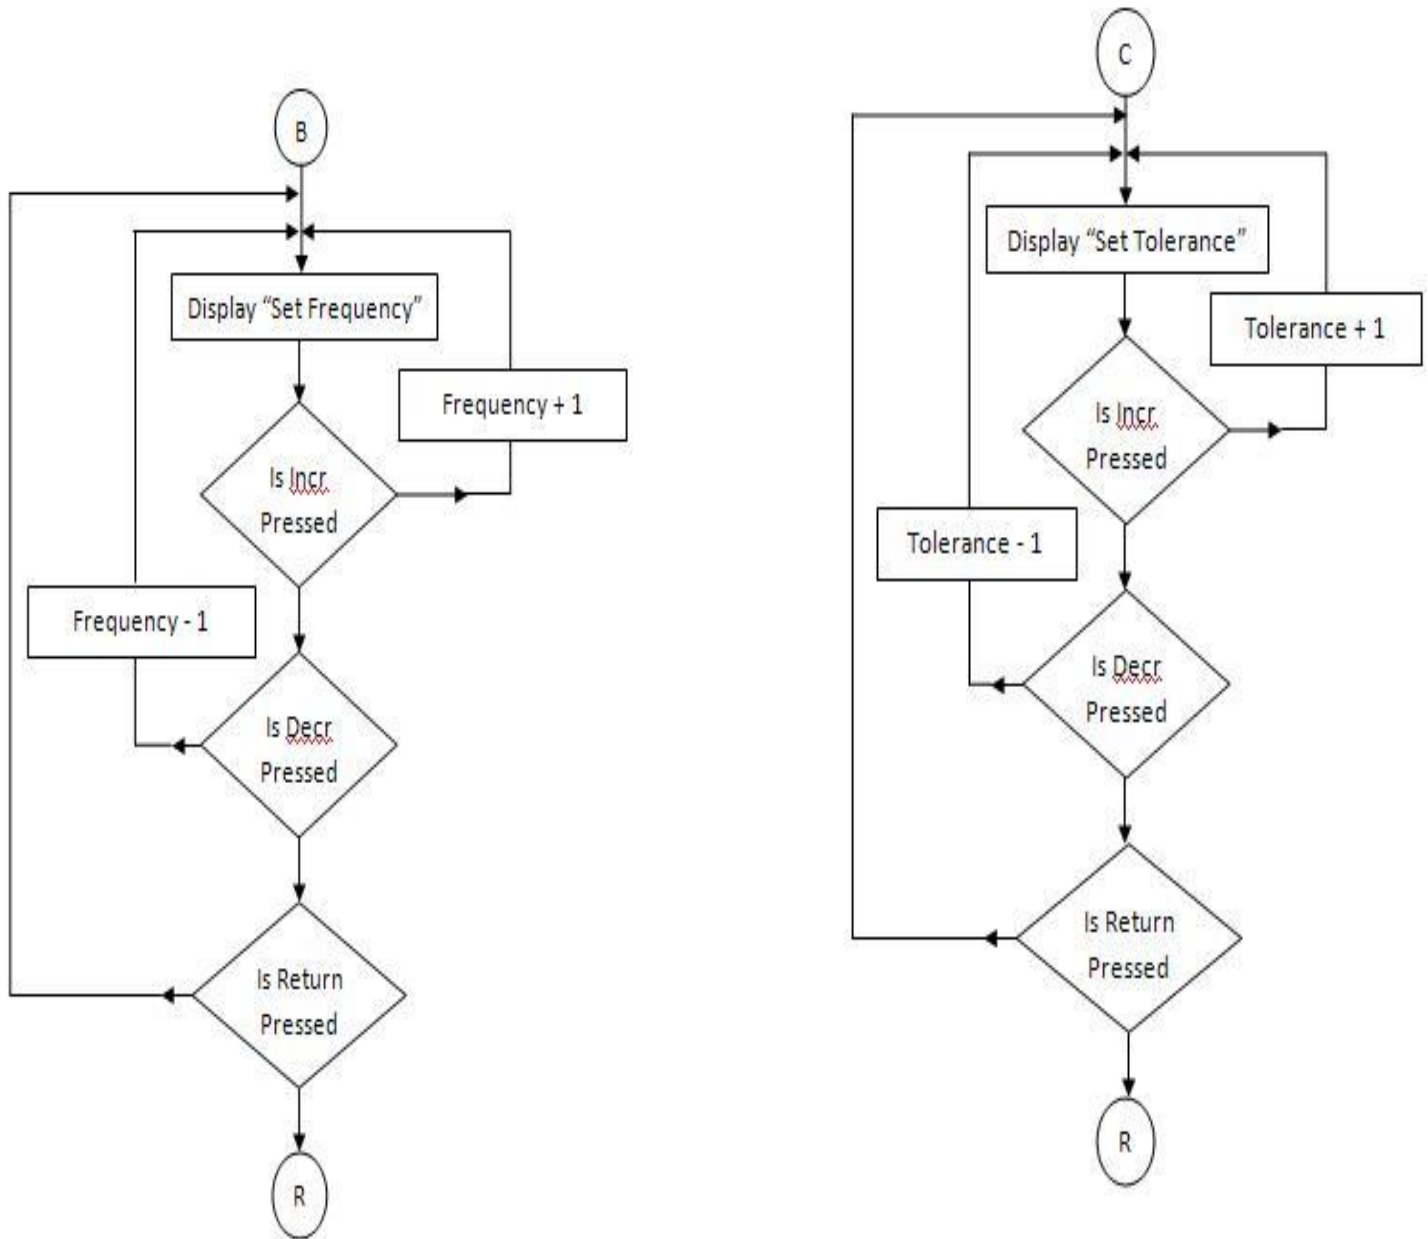 B
Display “Set Frequency”
Frequency + 1
Is Incr
Pressed
Frequency - 1
Is Decr
Pressed
Is Return
Pressed
R
C
Display “Set Tolerance”
Tolerance + 1
Is Incr
Pressed
Tolerance - 1
Is Decr
Pressed
Is Return
Pressed
R